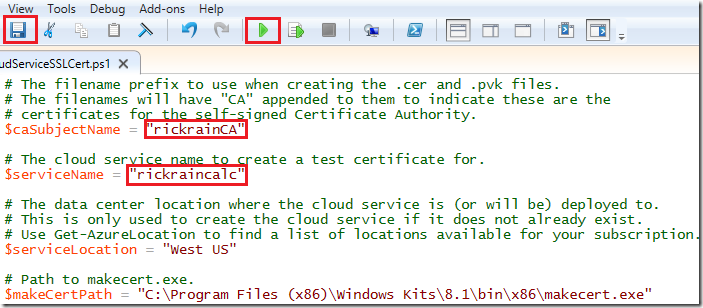 View Tools Debug Add-ons Help
oudServiceSSLCert.ps1 X
# The filename prefix to use when creating the .cer and .pvk files.
# The filenames will have "CA" appended to them to indicate these are the
# certificates for the self-signed Certificate Authority.
$caSubjectName = "rickrainCA"
# The cloud service name to create a test certificate for.
$serviceName = "rickraincalc"
# The data center location where the cloud service is (or will be) deployed to.
# This is only used to create the cloud service if it does not already exist.
# Use Get-AzureLocation to find a list of locations available for your subscription.
$serviceLocation = "West US"
# Path to makecert.exe.
$makeCertPath = "C:\Program Files (x86)\Windows Kits\8.1\bin\x86\makecert.exe"